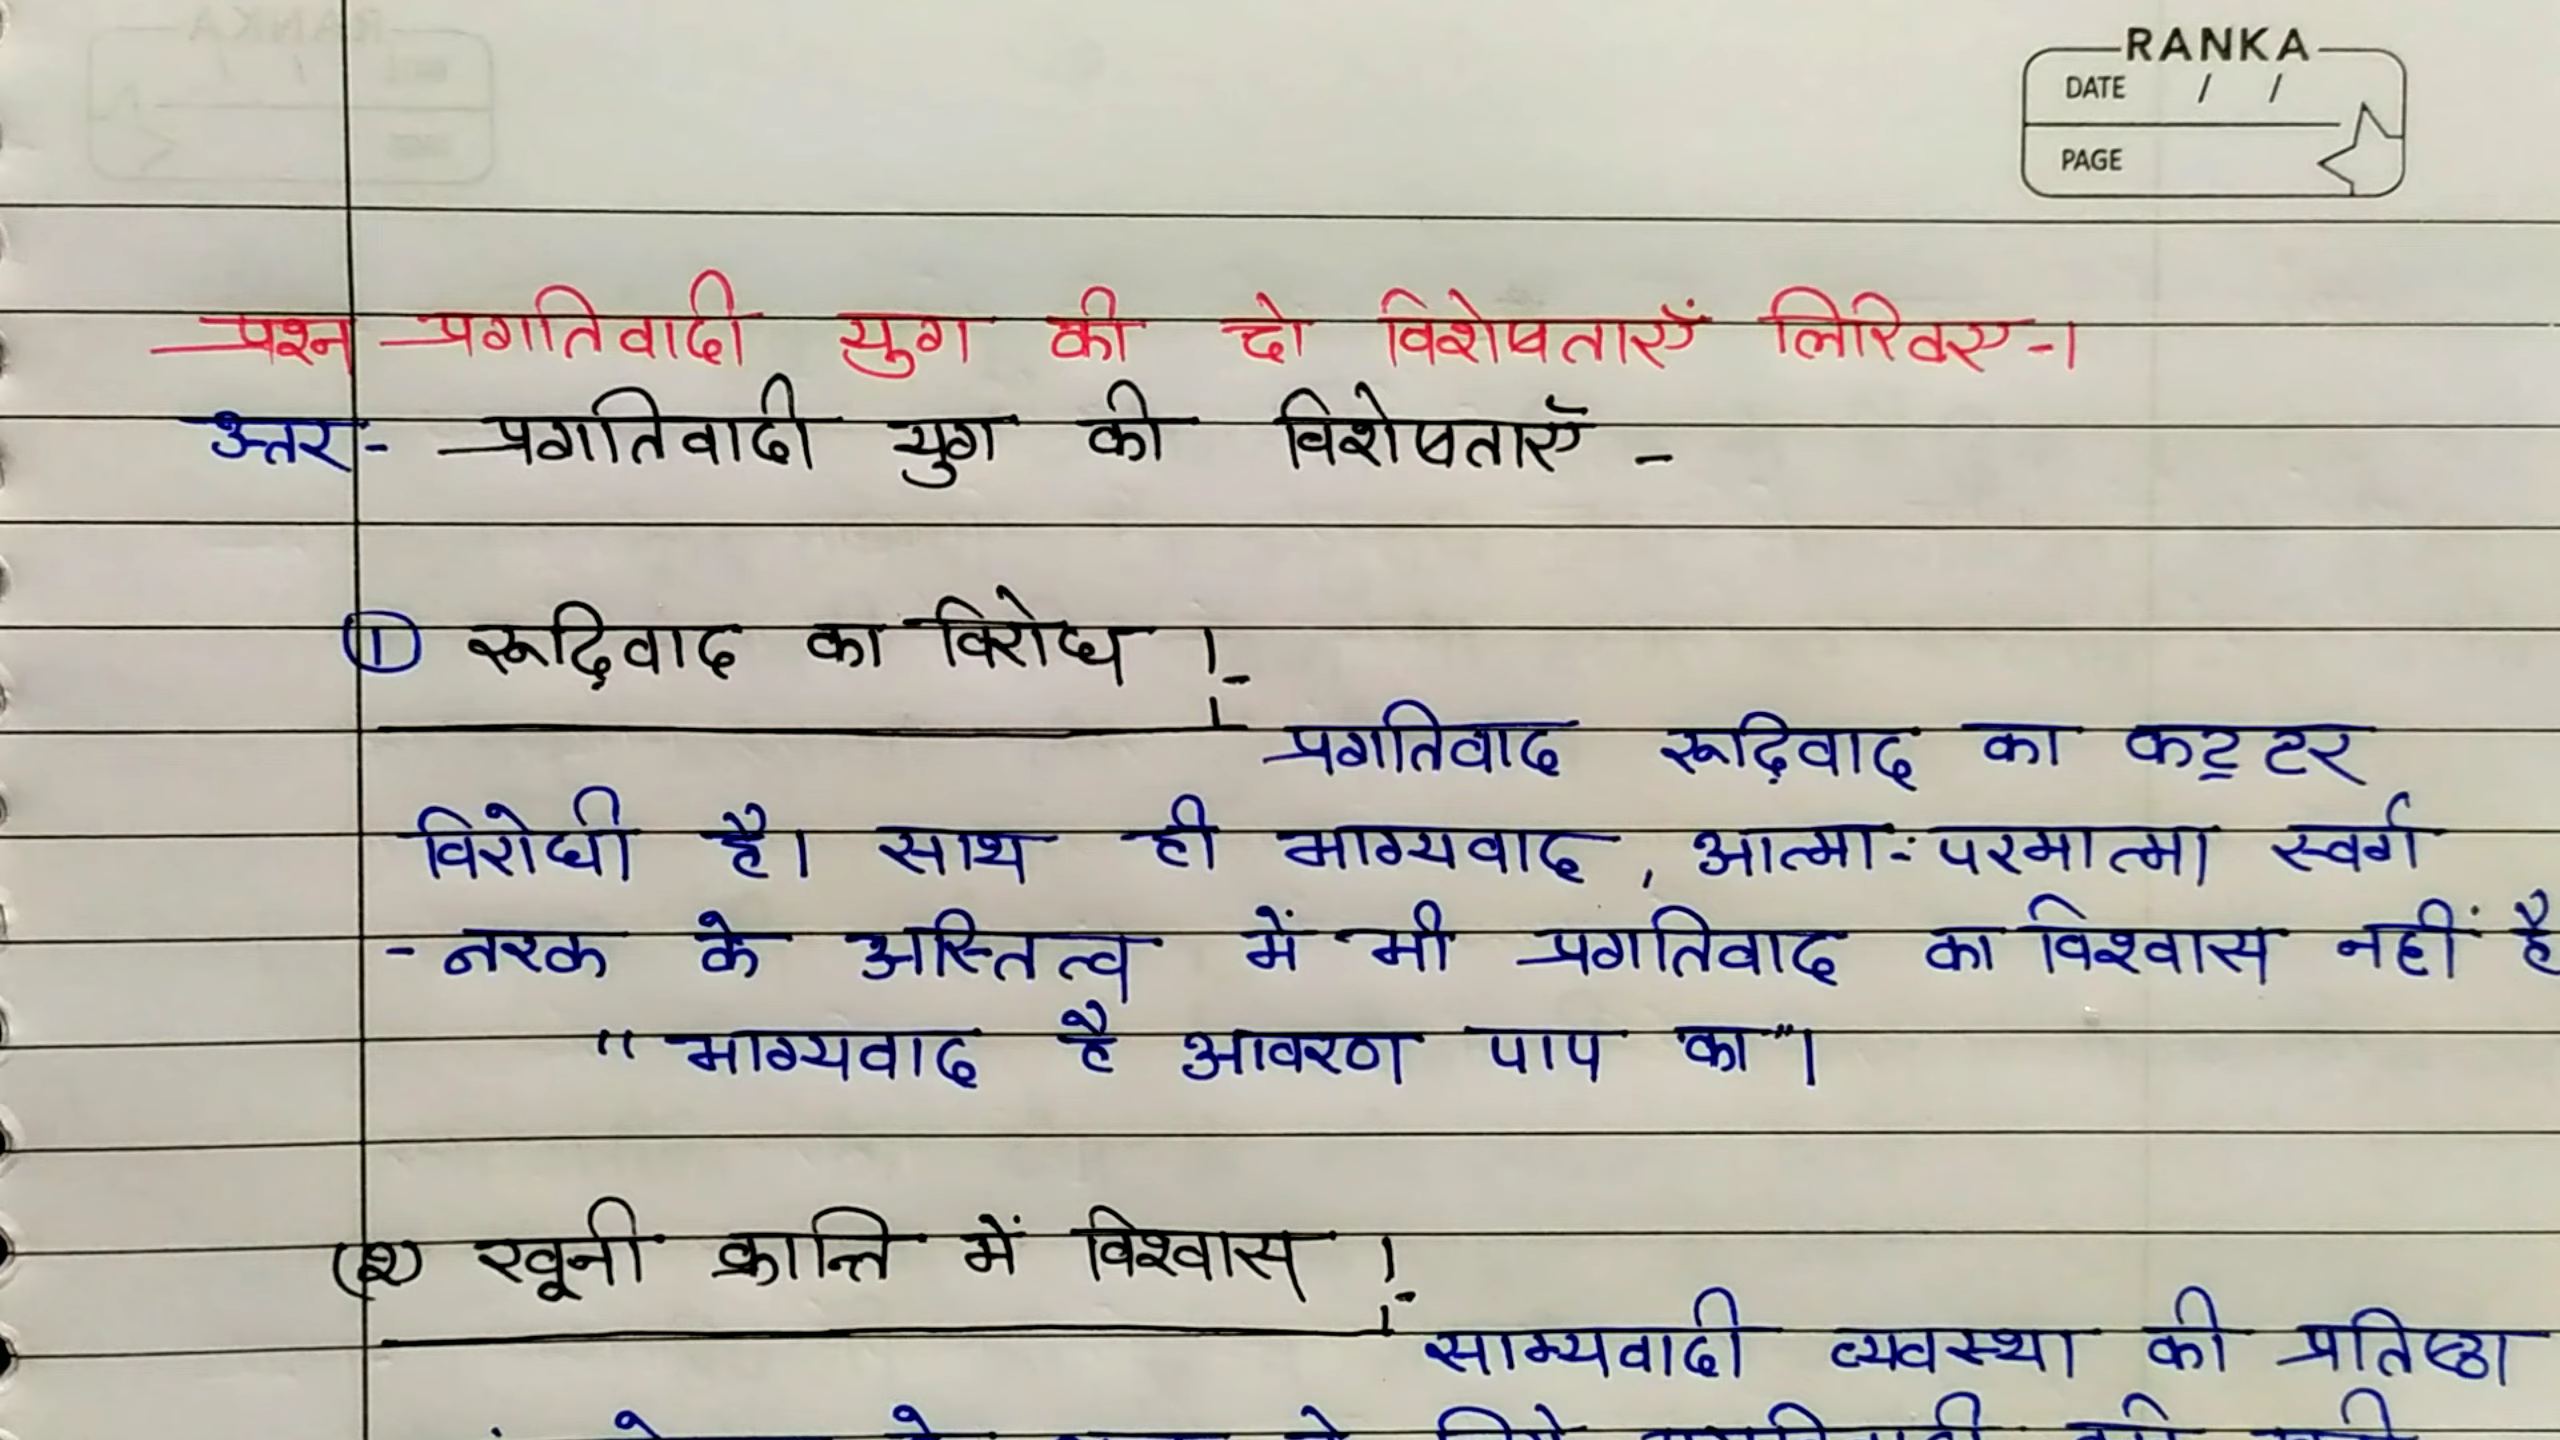 RANKA
DATE / /
PAGE
प्रश्न प्रगतिवादी युग की दो विशेषताएँ लिखिए-।
उत्तर- प्रगतिवादी युग की विशेषताएँ -
① रूढ़िवाद का विरोध :-
प्रगतिवाद रूढ़िवाद का कट्टर
विरोधी है। साथ ही भाग्यवाद, आत्मा-परमात्मा स्वर्ग
-नरक के अस्तित्व में भी प्रगतिवाद का विश्वास नहीं है
"भाग्यवाद है आवरण पाप का"।
(२) खूनी क्रान्ति में विश्वास :-
साम्यवादी व्यवस्था की प्रतिष्ठा